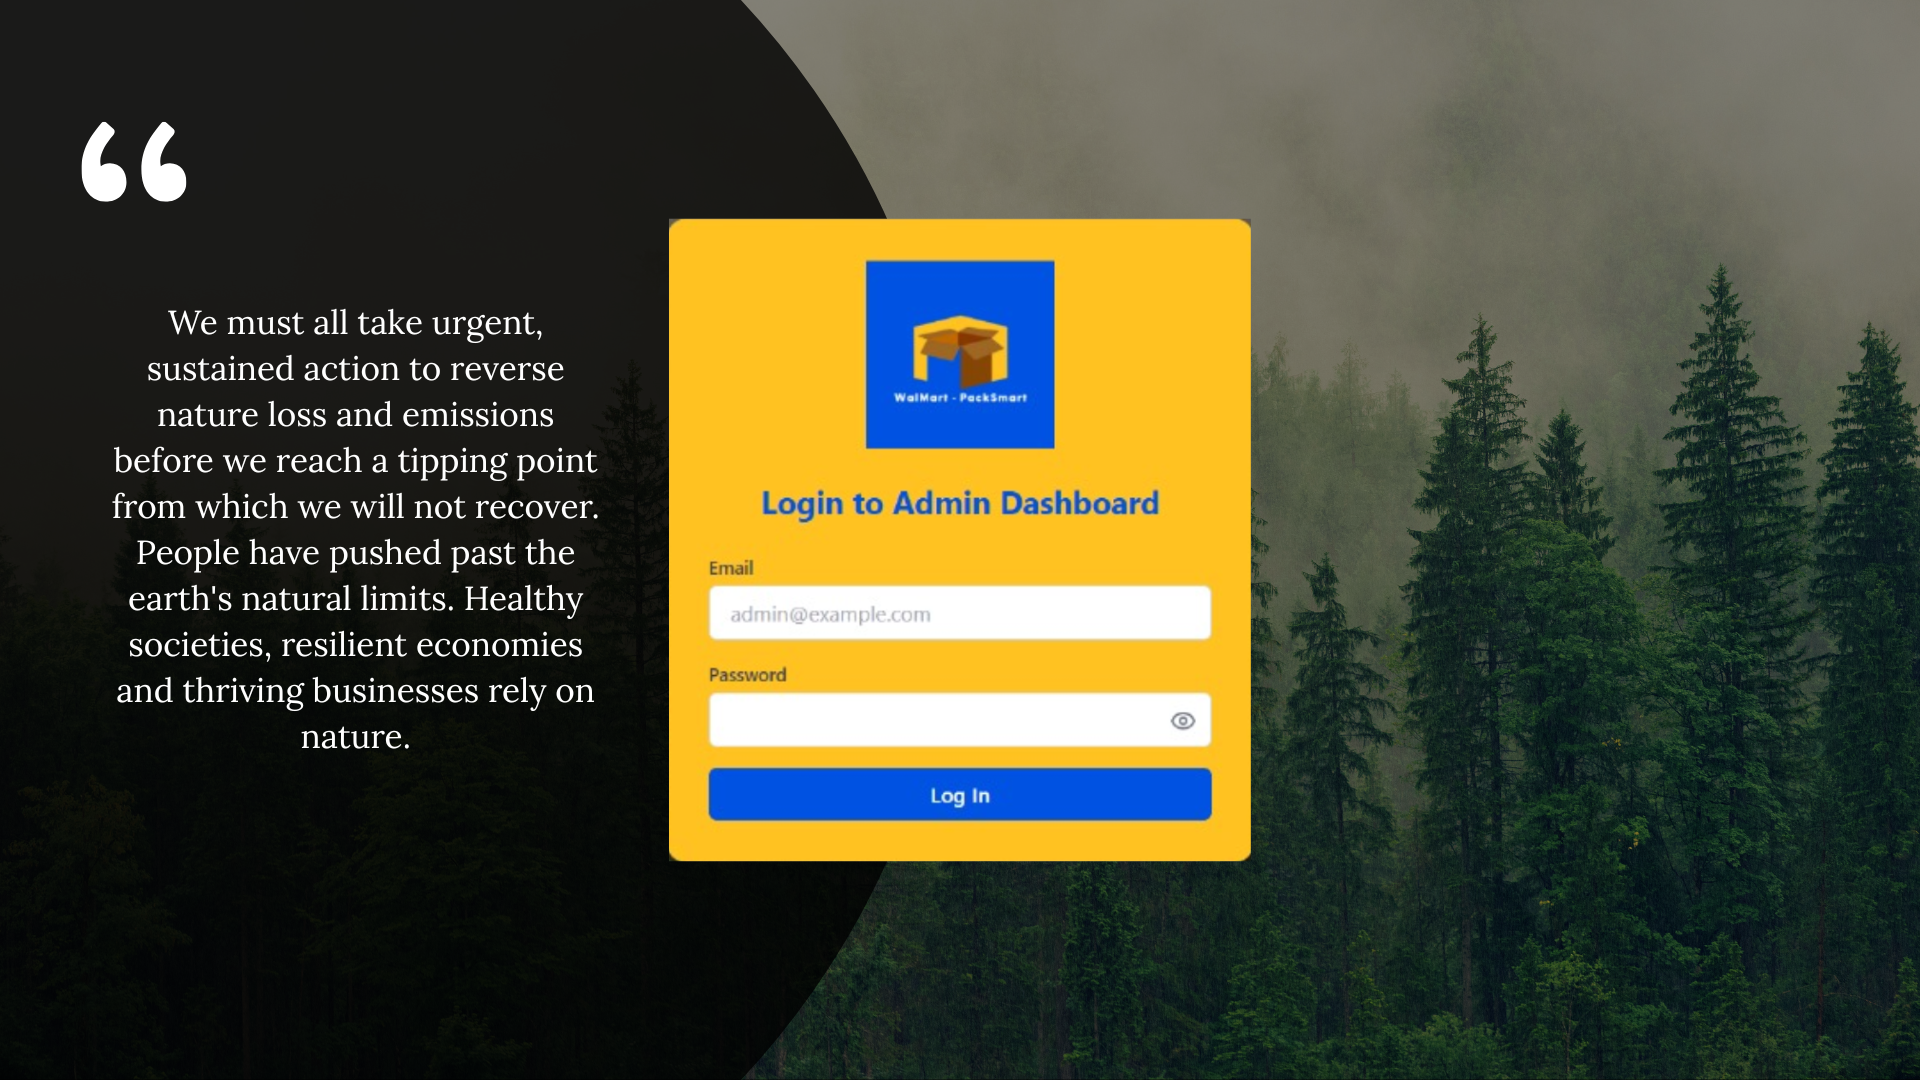 “
We must all take urgent,
sustained action to reverse
nature loss and emissions
before we reach a tipping point
from which we will not recover.
People have pushed past the
earth's natural limits. Healthy
societies, resilient economies
and thriving businesses rely on
nature.
WalMart - PackSmart
Login to Admin Dashboard
Email
admin@example.com
Password
Log In